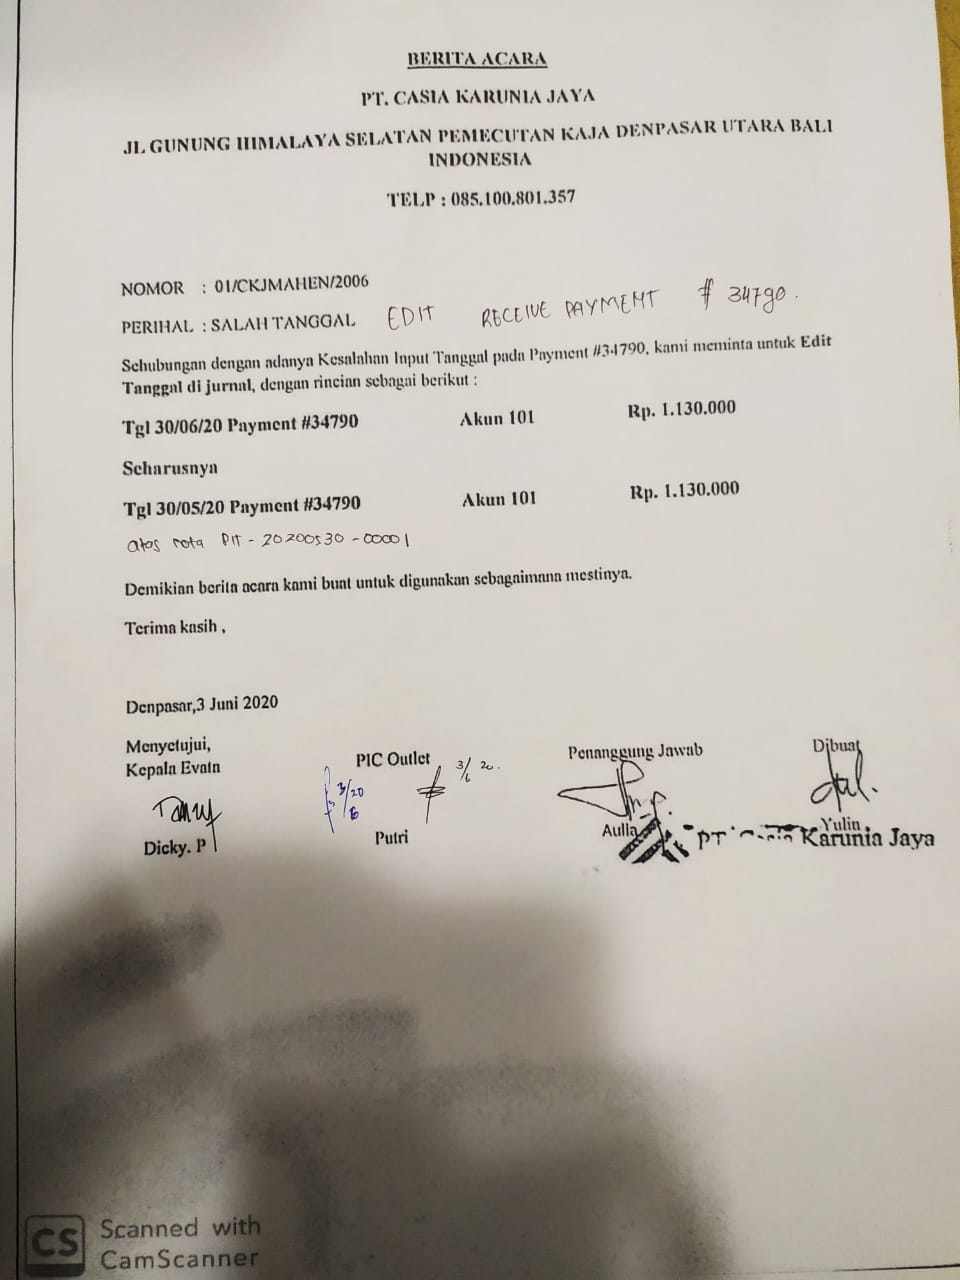 BERITA ACARA
PT. CASIA KARUNIA JAYA
JL GUNUNG HIMALAYA SELATAN PEMECUTAN KAJA DENPASAR UTARA BALI
INDONESIA
TELP : 085.100.801.357
NOMOR : 01/CKJMAHEN/2006
PERIHAL : SALAH TANGGAL EDIT RECEIVE PAYMENT # 34790.
Sehubungan dengan adanya Kesalahan Input Tanggal pada Payment #34790, kami meminta untuk Edit
Tanggal di jurnal, dengan rincian sebagai berikut :
Tgl 30/06/20 Payment #34790 Akun 101 Rp. 1.130.000
Seharusnya
Tgl 30/05/20 Payment #34790 Akun 101 Rp. 1.130.000
atas nota PIT - 20200530 - 00001
Demikian berita acara kami buat untuk digunakan sebagaimana mestinya.
Terima kasih ,
Denpasar,3 Juni 2020
Menyetujui,
Kepala Evata PIC Outlet Penanggung Jawab Dibuat
3/6 20.
3/20
6
Dicky. P Putri Aulla Yulin
PT Karunia Jaya
CS Scanned with
CamScanner